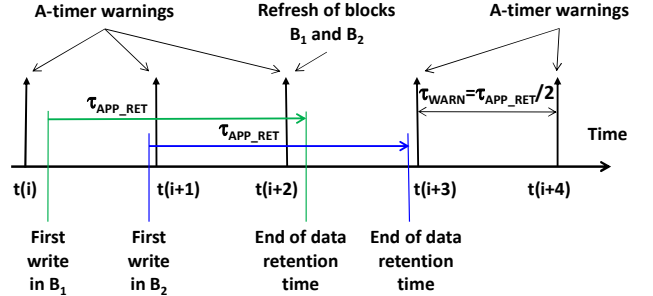 A-timer warnings
Refresh of blocks
B₁ and B₂
A-timer warnings
τAPP_RET
τWARN=τAPP_RET/2
τAPP_RET
Time
t(i)
t(i+1)
t(i+2)
t(i+3)
t(i+4)
First
write
in B₁
First
write
in B₂
End of data
retention
time
End of data
retention
time